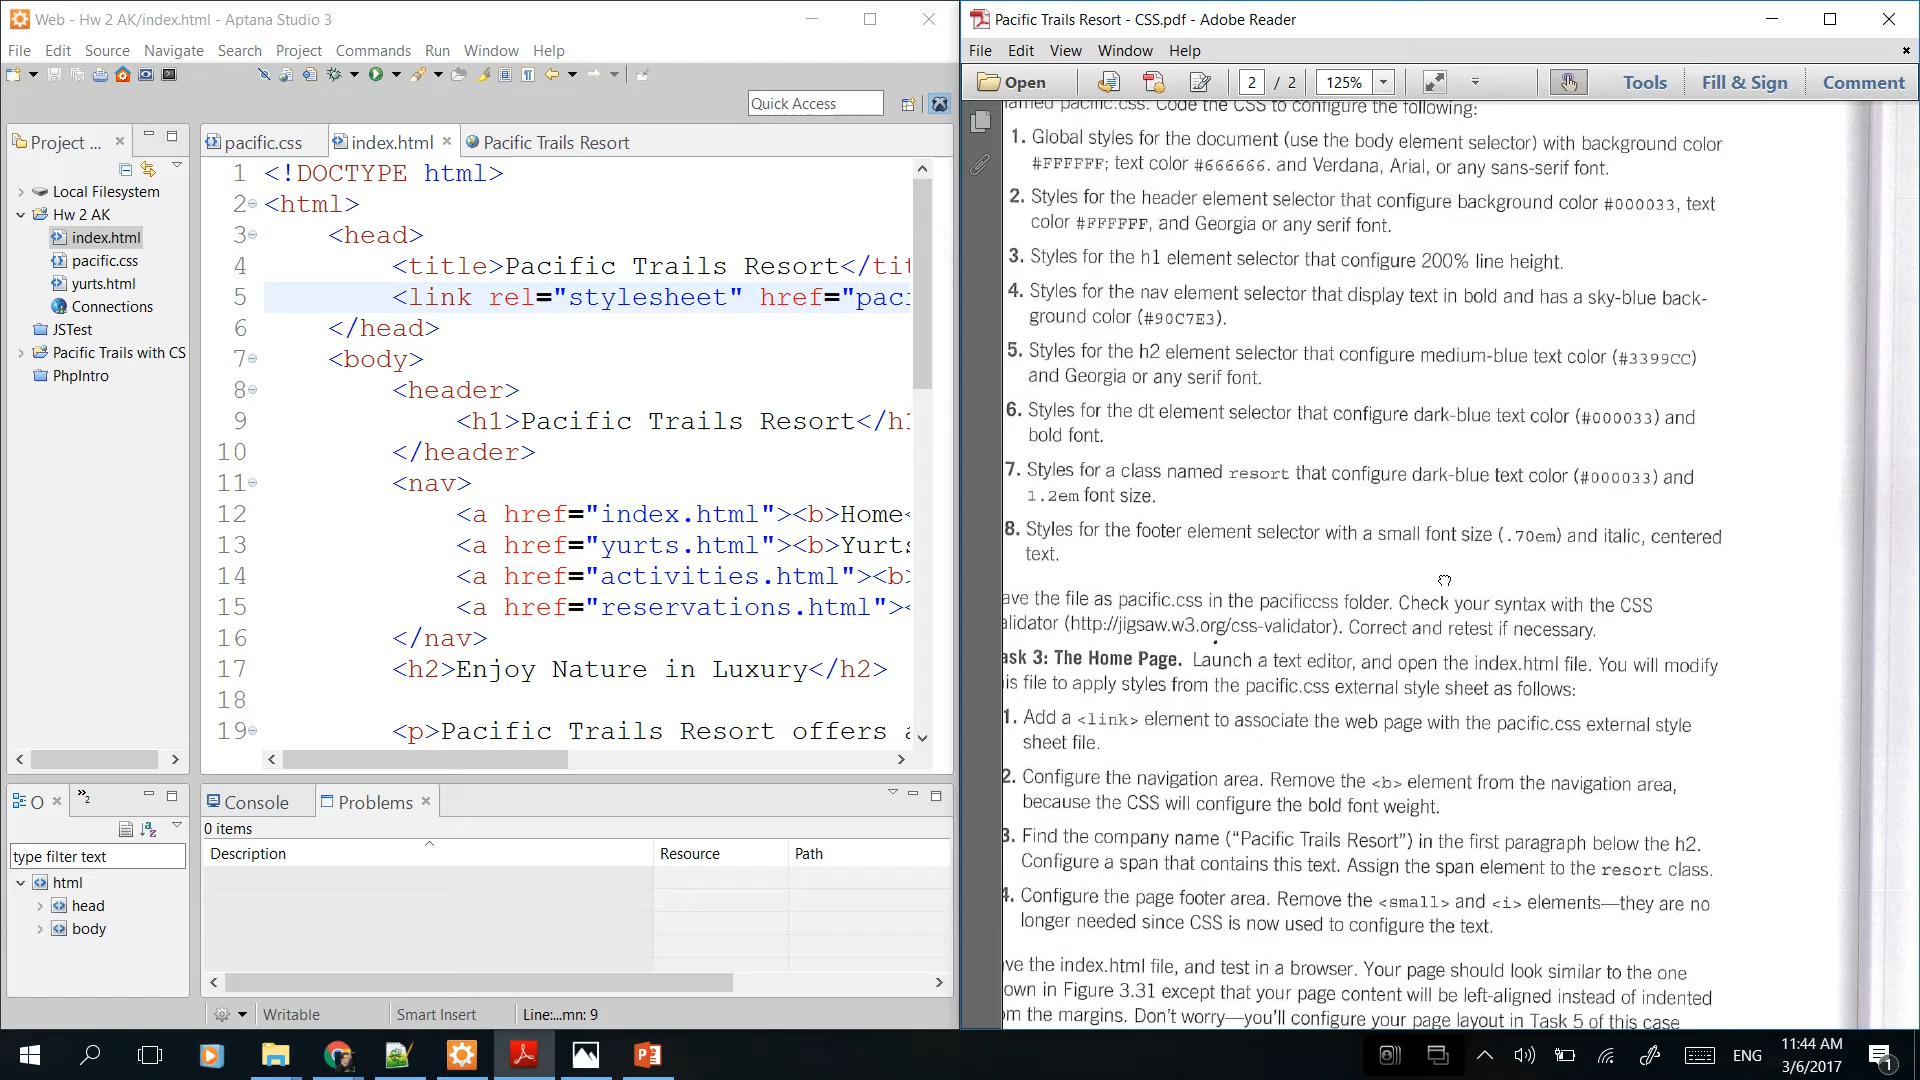 Web - Hw 2 AK/index.html - Aptana Studio 3
File Edit Source Navigate Search Project Commands Run Window Help
Quick Access
Project ...
Local Filesystem
Hw 2 AK
index.html
pacific.css
yurts.html
Connections
JSTest
Pacific Trails with CS
PhpIntro
pacific.css
index.html
Pacific Trails Resort
1 <!DOCTYPE html>
2 <html>
3 <head>
4 <title>Pacific Trails Resort</tit
5 <link rel="stylesheet" href="paci
6 </head>
7 <body>
8 <header>
9 <h1>Pacific Trails Resort</h1
10 </header>
11 <nav>
12 <a href="index.html"><b>Home<
13 <a href="yurts.html"><b>Yurts
14 <a href="activities.html"><b>
15 <a href="reservations.html"><
16 </nav>
17 <h2>Enjoy Nature in Luxury</h2>
18
19 <p>Pacific Trails Resort offers a
O
2
type filter text
html
head
body
Console
Problems
0 items
Description Resource Path
Writable Smart Insert Line:...mn: 9
Pacific Trails Resort - CSS.pdf - Adobe Reader
File Edit View Window Help
Open 2 / 2 125% Tools Fill & Sign Comment
named pacific.css. Code the CSS to configure the following:
1. Global styles for the document (use the body element selector) with background color
#FFFFFF; text color #666666. and Verdana, Arial, or any sans-serif font.
2. Styles for the header element selector that configure background color #000033, text
color #FFFFFF, and Georgia or any serif font.
3. Styles for the h1 element selector that configure 200% line height.
4. Styles for the nav element selector that display text in bold and has a sky-blue back-
ground color (#90C7E3).
5. Styles for the h2 element selector that configure medium-blue text color (#3399CC)
and Georgia or any serif font.
6. Styles for the dt element selector that configure dark-blue text color (#000033) and
bold font.
7. Styles for a class named resort that configure dark-blue text color (#000033) and
1.2em font size.
8. Styles for the footer element selector with a small font size (.70em) and italic, centered
text.
ave the file as pacific.css in the pacificcss folder. Check your syntax with the CSS
alidator (http://jigsaw.w3.org/css-validator). Correct and retest if necessary.
ask 3: The Home Page. Launch a text editor, and open the index.html file. You will modify
is file to apply styles from the pacific.css external style sheet as follows:
1. Add a <link> element to associate the web page with the pacific.css external style
sheet file.
2. Configure the navigation area. Remove the <b> element from the navigation area,
because the CSS will configure the bold font weight.
3. Find the company name (“Pacific Trails Resort”) in the first paragraph below the h2.
Configure a span that contains this text. Assign the span element to the resort class.
4. Configure the page footer area. Remove the <small> and <i> elements—they are no
longer needed since CSS is now used to configure the text.
ve the index.html file, and test in a browser. Your page should look similar to the one
own in Figure 3.31 except that your page content will be left-aligned instead of indented
om the margins. Don't worry—you'll configure your page layout in Task 5 of this case
ENG
11:44 AM
3/6/2017
1